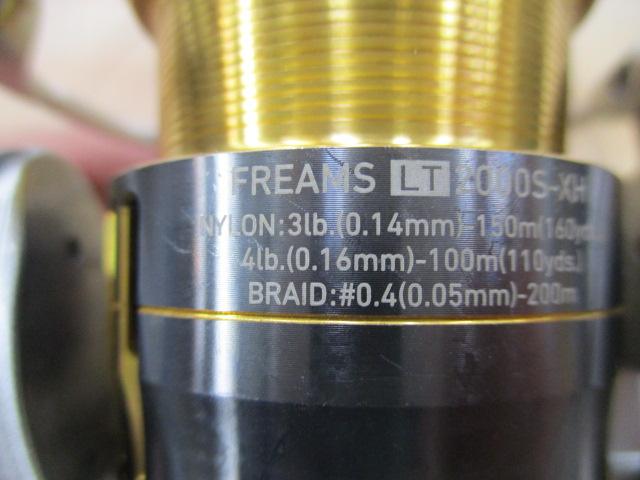 FREAMS LT 2000S-XH
NYLON:3lb.(0.14mm)-150m(160yds.)
4lb.(0.16mm)-100m(110yds.)
BRAID:#0.4(0.05mm)-200m